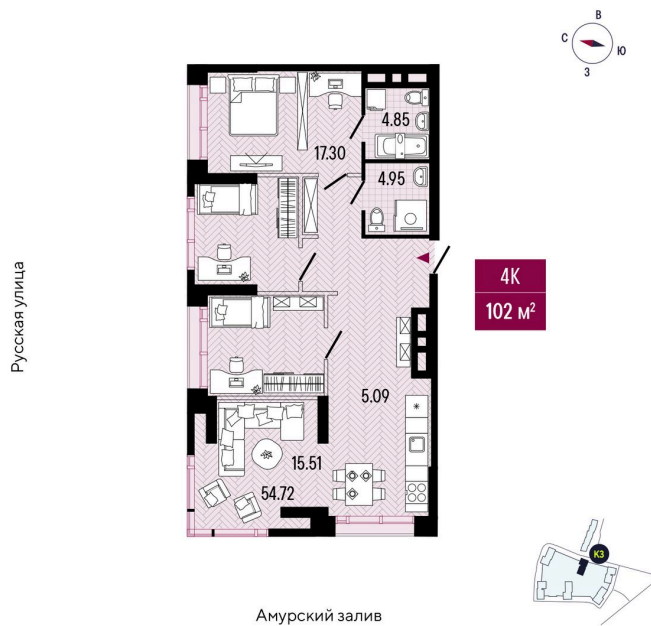 В
С
Ю
З
4.85
17.30
4.95
4К
102 м²
Русская улица
5.09
15.51
54.72
К3
Амурский залив